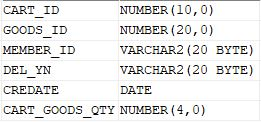 CART_ID NUMBER(10,0)
GOODS_ID NUMBER(20,0)
MEMBER_ID VARCHAR2(20 BYTE)
DEL_YN VARCHAR2(20 BYTE)
CREDATE DATE
CART_GOODS_QTY NUMBER(4,0)